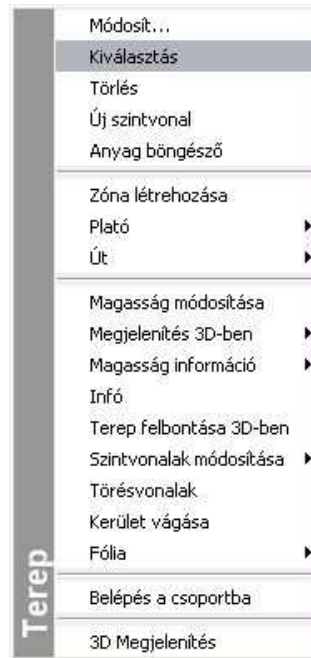 Módosít...
Kiválasztás
Törlés
Új szintvonal
Anyag böngésző
Zóna létrehozása
Plató
Út
Magasság módosítása
Megjelenítés 3D-ben
Magasság információ
Infó
Terep felbontása 3D-ben
Szintvonalak módosítása
Törésvonalak
Kerület vágása
Fólia
Belépés a csoportba
3D Megjelenítés
Terep